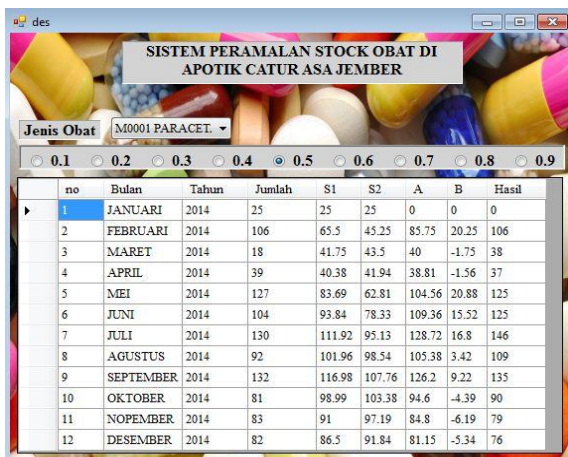 des
SISTEM PERAMALAN STOCK OBAT DI
APOTIK CATUR ASA JEMBER
Jenis Obat M0001 PARACET.
0.1 0.2 0.3 0.4 0.5 0.6 0.7 0.8 0.9
no Bulan Tahun Jumlah S1 S2 A B Hasil
1 JANUARI 2014 25 25 25 0 0 0
2 FEBRUARI 2014 106 65.5 45.25 85.75 20.25 106
3 MARET 2014 18 41.75 43.5 40 -1.75 38
4 APRIL 2014 39 40.38 41.94 38.81 -1.56 37
5 MEI 2014 127 83.69 62.81 104.56 20.88 125
6 JUNI 2014 104 93.84 78.33 109.36 15.52 125
7 JULI 2014 130 111.92 95.13 128.72 16.8 146
8 AGUSTUS 2014 92 101.96 98.54 105.38 3.42 109
9 SEPTEMBER 2014 132 116.98 107.76 126.2 9.22 135
10 OKTOBER 2014 81 98.99 103.38 94.6 -4.39 90
11 NOPEMBER 2014 83 91 97.19 84.8 -6.19 79
12 DESEMBER 2014 82 86.5 91.84 81.15 -5.34 76